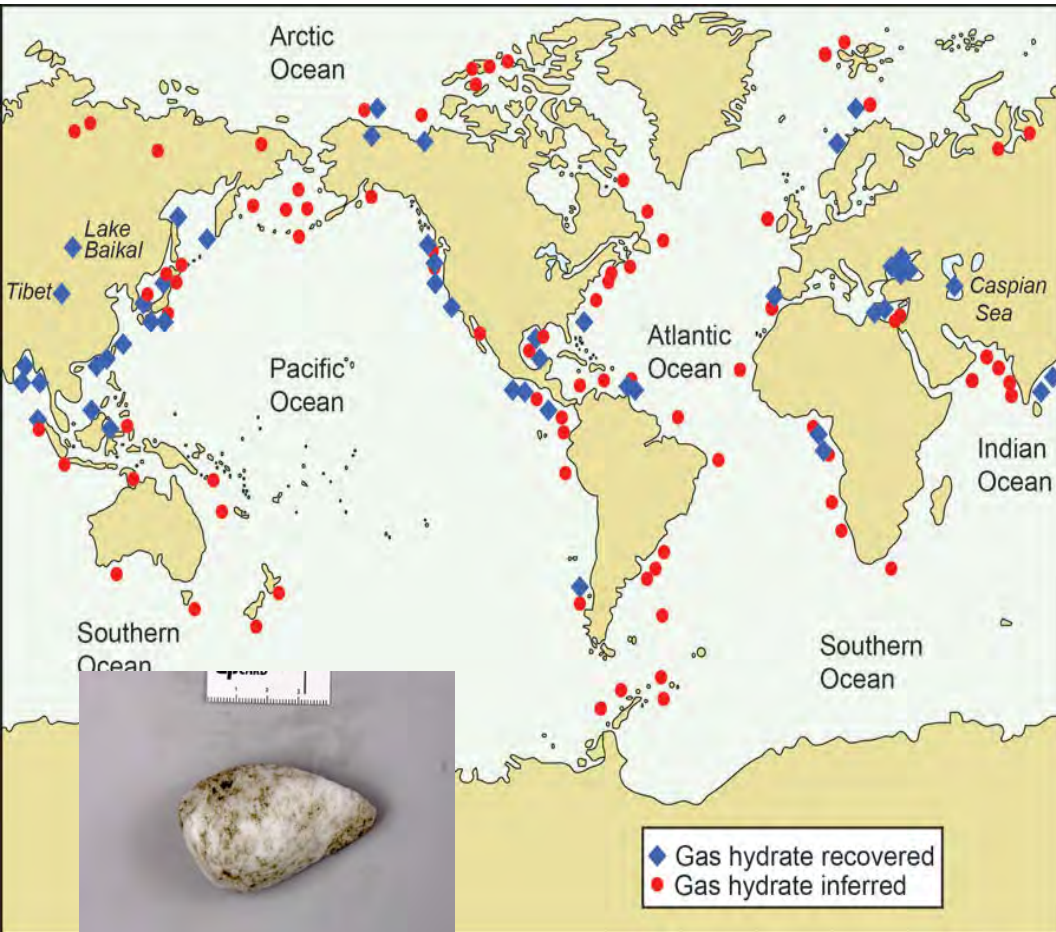 Arctic
Ocean
Lake
Baikal
Tibet
Caspian
Sea
Atlantic
Ocean
Pacific
Ocean
Indian
Ocean
Southern
Ocean
Southern
Ocean
Gas hydrate recovered
Gas hydrate inferred